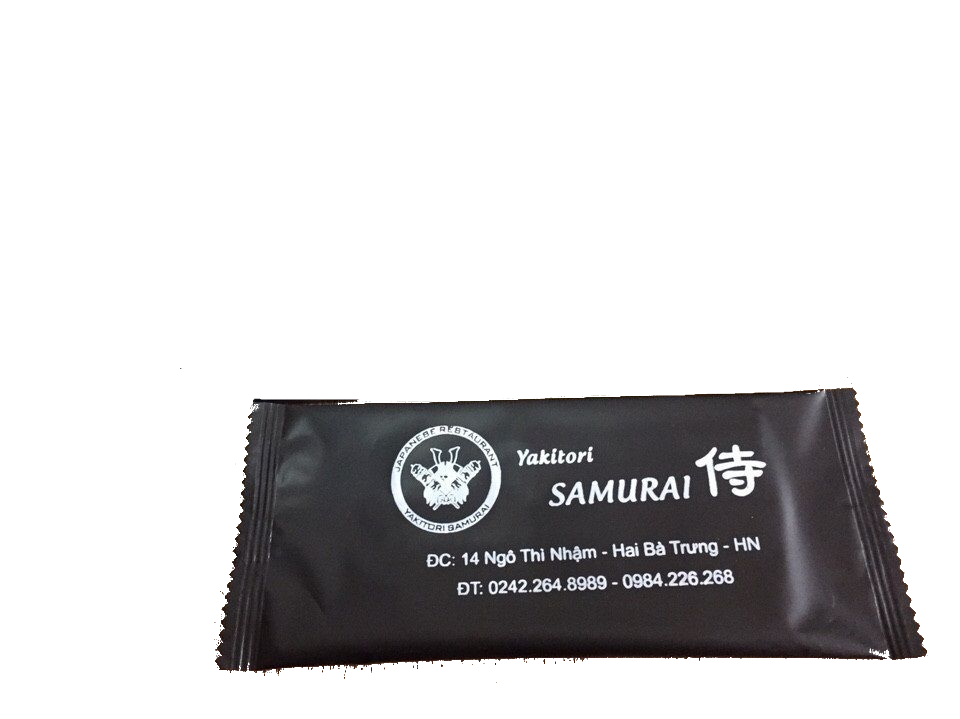 JAPANESE RESTAURANT
YAKITORI SAMURAI
Yakitori
SAMURAI 侍
ĐC: 14 Ngô Thì Nhậm - Hai Bà Trưng - HN
ĐT: 0242.264.8989 - 0984.226.268